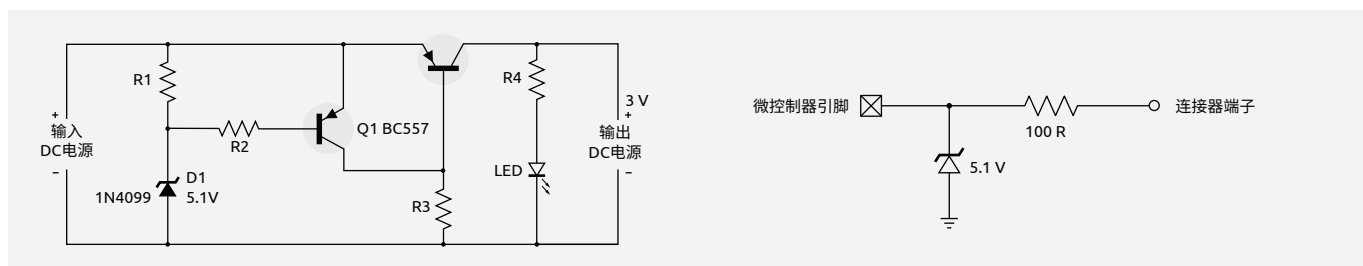 R1
R4
+
输入
DC电源
-
R2
Q1 BC557
3 V
+
输出
DC电源
-
D1
1N4099
5.1V
LED
R3
微控制器引脚
连接器端子
100 R
5.1 V